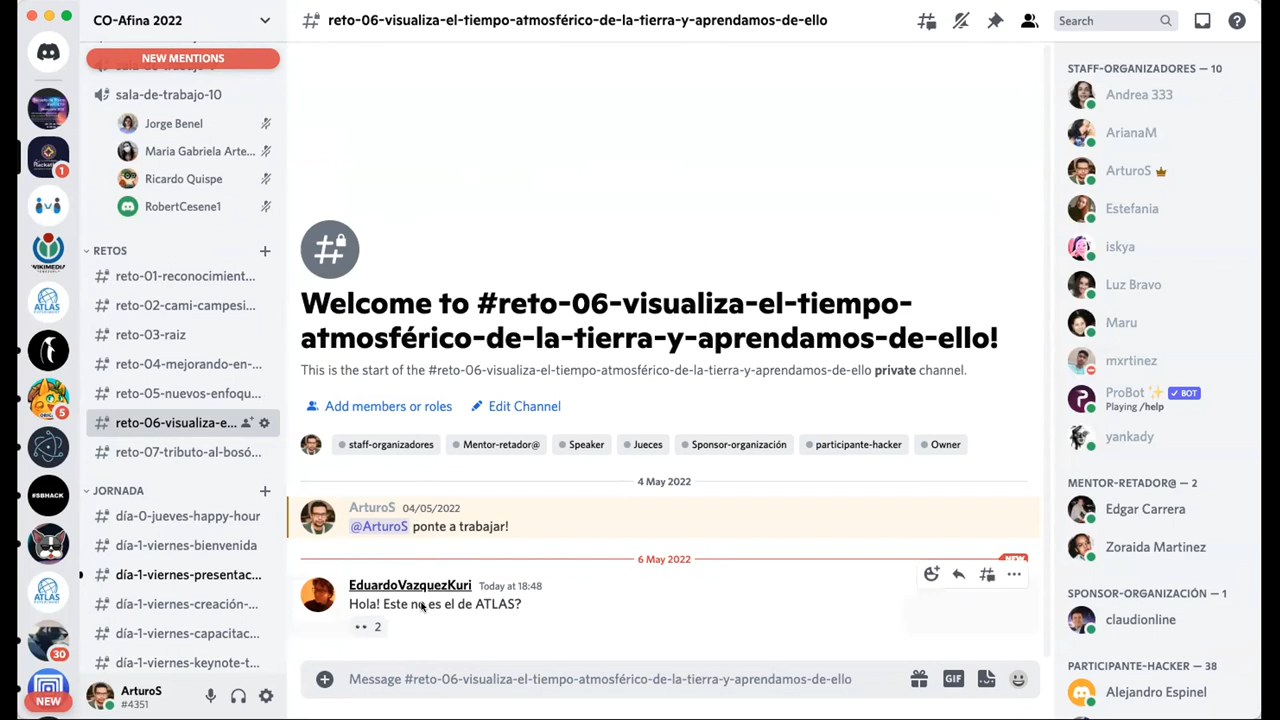 CO-Afina 2022
NEW MENTIONS
sala-de-trabajo-10
Jorge Benel
Maria Gabriela Arte...
Ricardo Quispe
RobertCesene1
RETOS
reto-01-reconocimient...
reto-02-cami-campesi...
reto-03-raiz
reto-04-mejorando-en-...
reto-05-nuevos-enfoqu...
reto-06-visualiza-e...
reto-07-tributo-al-bosó...
JORNADA
día-0-jueves-happy-hour
día-1-viernes-bienvenida
día-1-viernes-presentac...
día-1-viernes-creación-...
día-1-viernes-capacitac...
día-1-viernes-keynote-t...
ArturoS
#4351
1
WIKIMEDIA
ATLAS
5
#SBHACK
ATLAS
30
NEW
reto-06-visualiza-el-tiempo-atmosférico-de-la-tierra-y-aprendamos-de-ello
Search
Welcome to #reto-06-visualiza-el-tiempo-
atmosférico-de-la-tierra-y-aprendamos-de-ello!
This is the start of the #reto-06-visualiza-el-tiempo-atmosférico-de-la-tierra-y-aprendamos-de-ello private channel.
Add members or roles Edit Channel
staff-organizadores Mentor-retador@ Speaker Jueces Sponsor-organización participante-hacker Owner
4 May 2022
ArturoS 04/05/2022
@ArturoS ponte a trabajar!
6 May 2022 NEW
EduardoVazquezKuri Today at 18:48
Hola! Este no es el de ATLAS?
2
Message #reto-06-visualiza-el-tiempo-atmosférico-de-la-tierra-y-aprendamos-de-ello
GIF
STAFF-ORGANIZADORES — 10
Andrea 333
ArianaM
ArturoS
Estefania
iskya
Luz Bravo
Maru
mxrtinez
ProBot ✨ ✓ BOT
Playing /help
yankady
MENTOR-RETADOR@ — 2
Edgar Carrera
Zoraida Martinez
SPONSOR-ORGANIZACIÓN — 1
claudionline
PARTICIPANTE-HACKER — 38
Alejandro Espinel